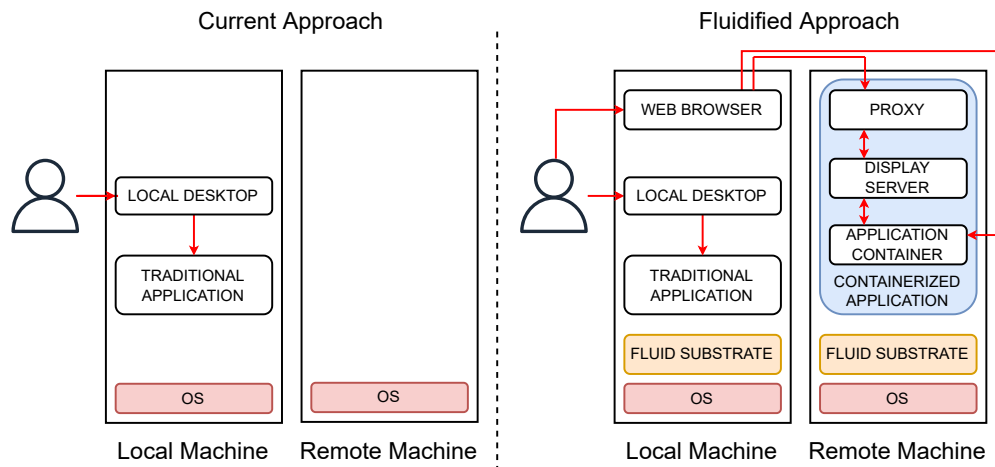 Current Approach
LOCAL DESKTOP
TRADITIONAL
APPLICATION
OS
Local Machine
OS
Remote Machine
Fluidified Approach
WEB BROWSER
LOCAL DESKTOP
TRADITIONAL
APPLICATION
FLUID SUBSTRATE
OS
Local Machine
PROXY
DISPLAY
SERVER
APPLICATION
CONTAINER
CONTAINERIZED
APPLICATION
FLUID SUBSTRATE
OS
Remote Machine